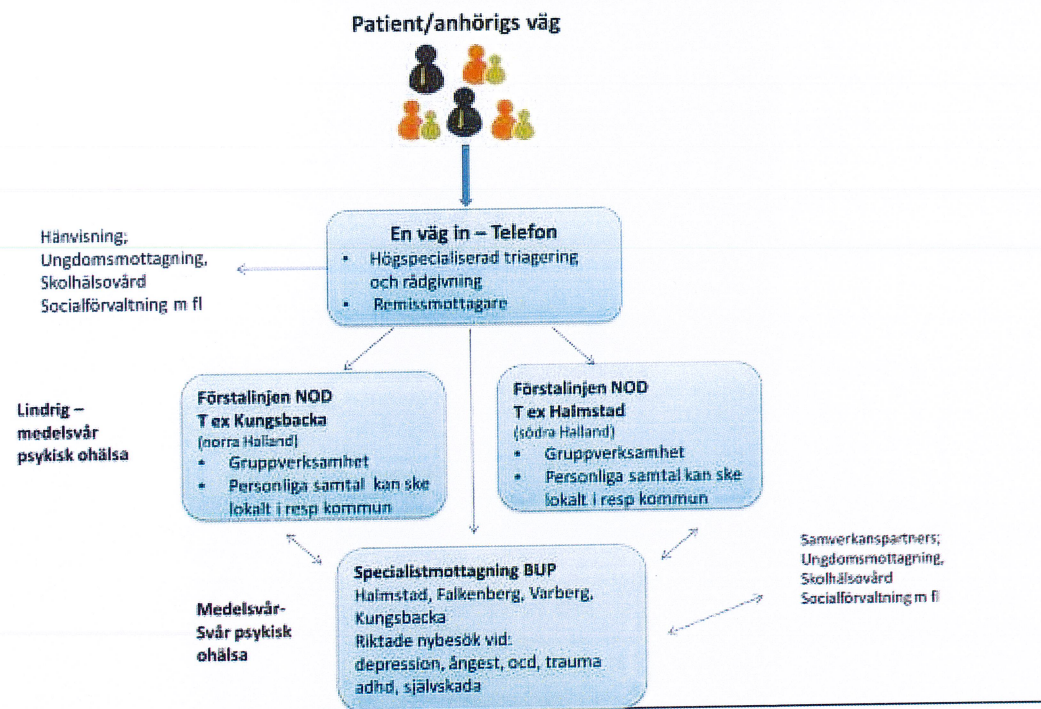 Patient/anhörigs väg
Hänvisning;
Ungdomsmottagning,
Skolhälsovård
Socialförvaltning m fl
En väg in – Telefon
• Högspecialiserad triagering
och rådgivning
• Remissmottagare
Lindrig –
medelsvår
psykisk ohälsa
Förstalinjen NOD
T ex Kungsbacka
(norra Halland)
• Gruppverksamhet
• Personliga samtal kan ske
lokalt i resp kommun
Förstalinjen NOD
T ex Halmstad
(södra Halland)
• Gruppverksamhet
• Personliga samtal kan ske
lokalt i resp kommun
Medelsvår-
Svår psykisk
ohälsa
Specialistmottagning BUP
Halmstad, Falkenberg, Varberg,
Kungsbacka
Riktade nybesök vid:
depression, ångest, ocd, trauma
adhd, självskada
Samverkanspartners;
Ungdomsmottagning,
Skolhälsovård
Socialförvaltning m fl